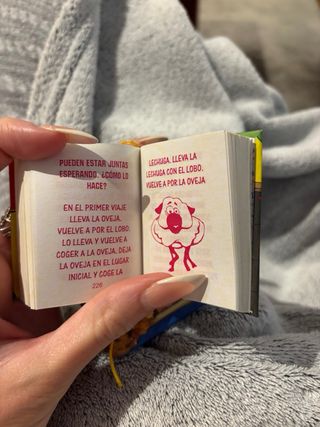 PUEDEN ESTAR JUNTAS
ESPERANDO. ¿CÓMO LO
HACE?
EN EL PRIMER VIAJE
LLEVA LA OVEJA,
VUELVE A POR EL LOBO,
LO LLEVA Y VUELVE A
COGER A LA OVEJA, DEJA
LA OVEJA EN EL LUGAR
INICIAL Y COGE LA
220
LECHUGA, LLEVA LA
LECHUGA CON EL LOBO.
VUELVE A POR LA OVEJA